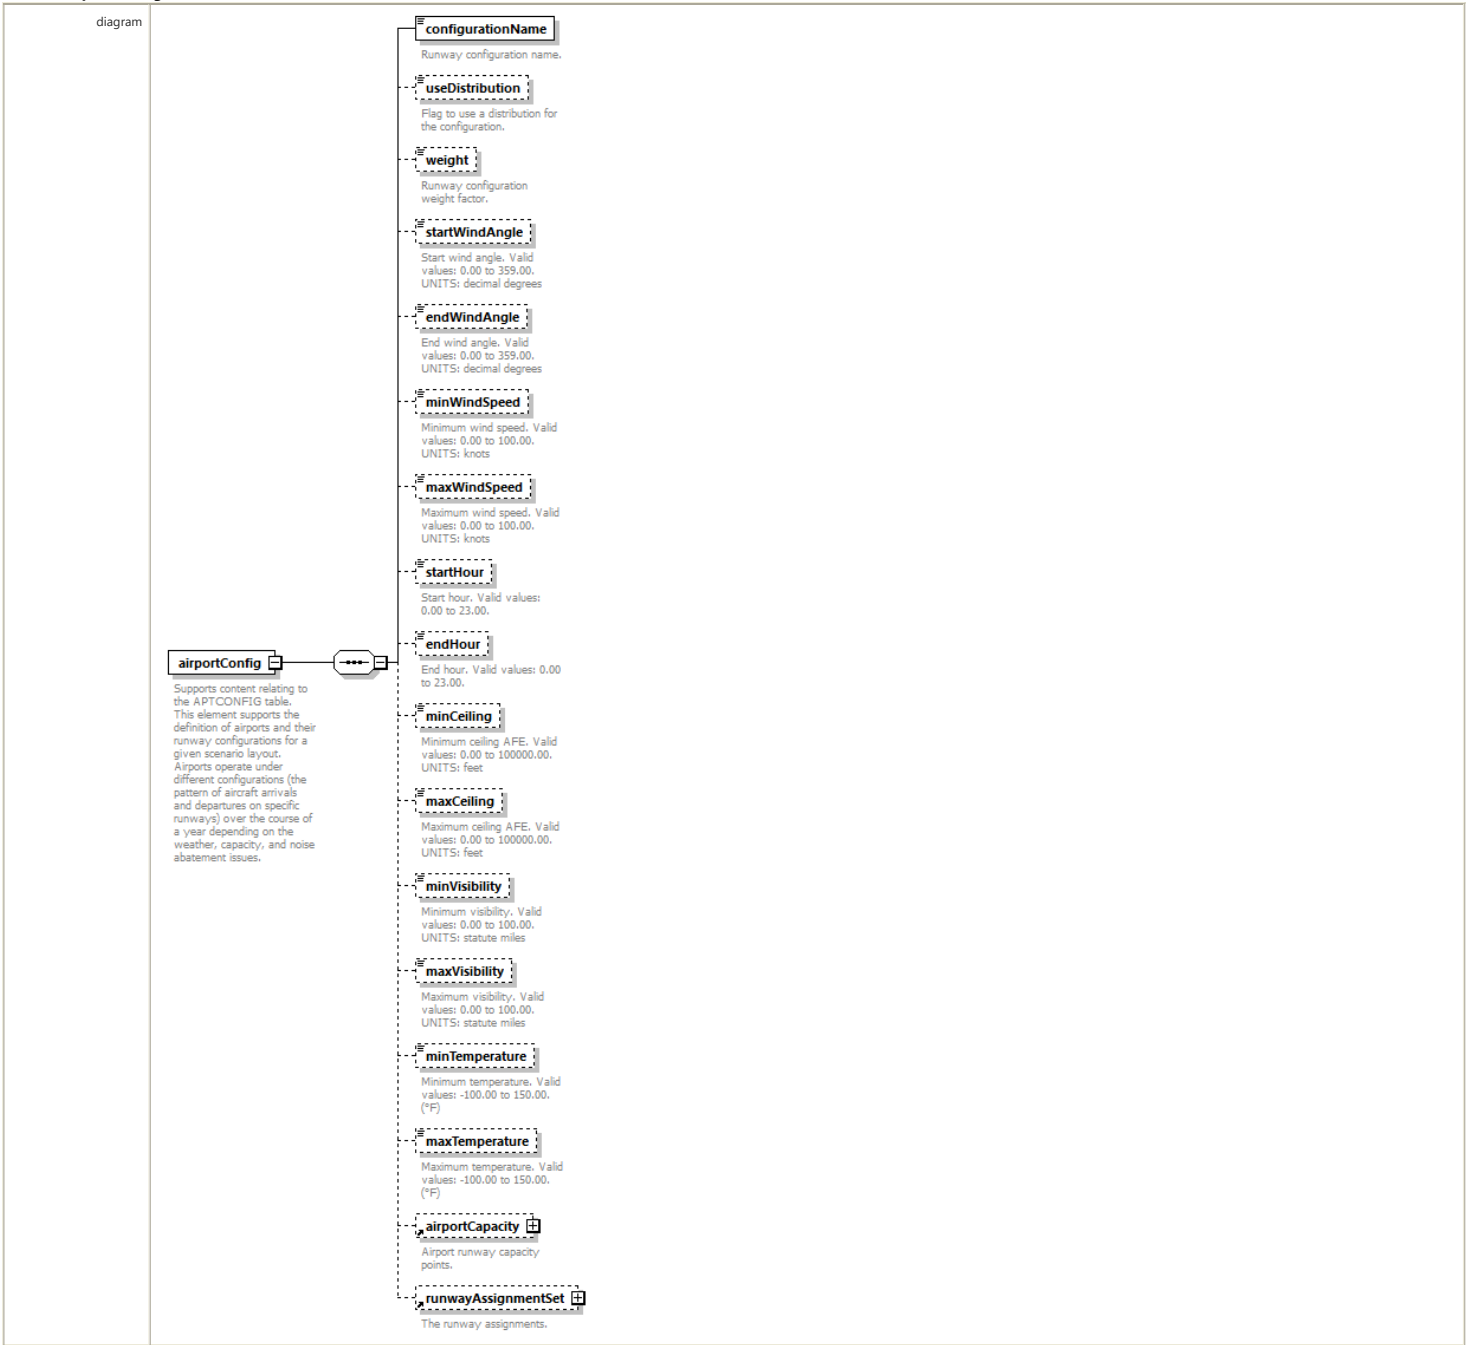 diagram
configurationName
Runway configuration name.
useDistribution
Flag to use a distribution for
the configuration.
weight
Runway configuration
weight factor.
startWindAngle
Start wind angle. Valid
values: 0.00 to 359.00.
UNITS: decimal degrees
endWindAngle
End wind angle. Valid
values: 0.00 to 359.00.
UNITS: decimal degrees
minWindSpeed
Minimum wind speed. Valid
values: 0.00 to 100.00.
UNITS: knots
maxWindSpeed
Maximum wind speed. Valid
values: 0.00 to 100.00.
UNITS: knots
startHour
Start hour. Valid values:
0.00 to 23.00.
endHour
End hour. Valid values: 0.00
to 23.00.
airportConfig
Supports content relating to
the APTCONFIG table.
This element supports the
definition of airports and their
runway configurations for a
given scenario layout.
Airports operate under
different configurations (the
pattern of aircraft arrivals
and departures on specific
runways) over the course of
a year depending on the
weather, capacity, and noise
abatement issues.
minCeiling
Minimum ceiling AFE. Valid
values: 0.00 to 100000.00.
UNITS: feet
maxCeiling
Maximum ceiling AFE. Valid
values: 0.00 to 100000.00.
UNITS: feet
minVisibility
Minimum visibility. Valid
values: 0.00 to 100.00.
UNITS: statute miles
maxVisibility
Maximum visibility. Valid
values: 0.00 to 100.00.
UNITS: statute miles
minTemperature
Minimum temperature. Valid
values: -100.00 to 150.00.
(°F)
maxTemperature
Maximum temperature. Valid
values: -100.00 to 150.00.
(°F)
airportCapacity
Airport runway capacity
points.
runwayAssignmentSet
The runway assignments.